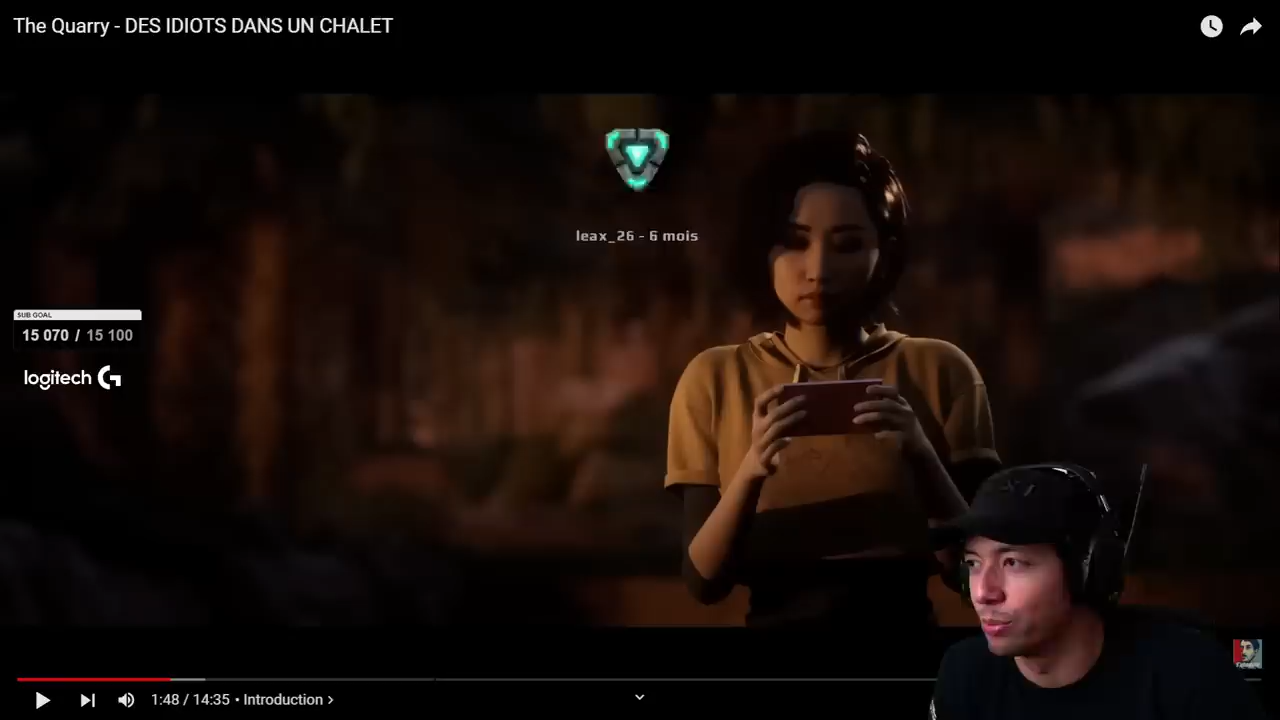 The Quarry - DES IDIOTS DANS UN CHALET
leax_26 - 6 mois
SUB GOAL
15 070 / 15 100
logitech G
1:48 / 14:35 • Introduction >